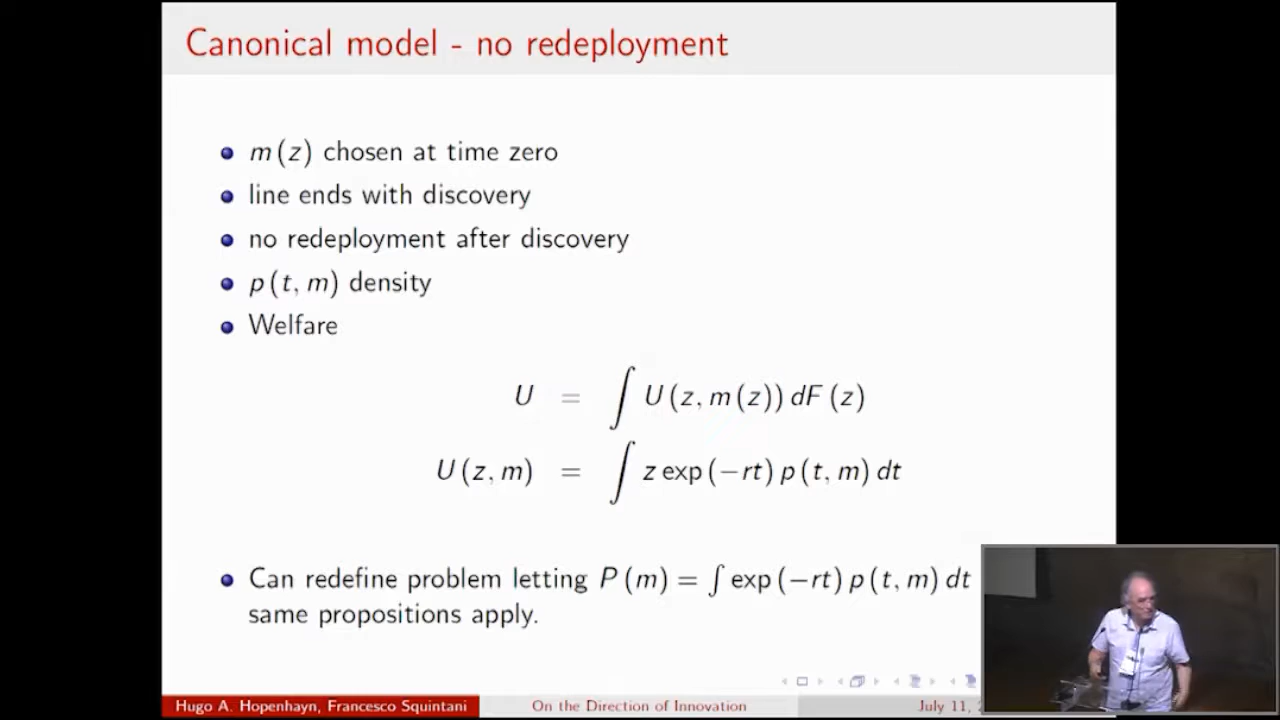 Canonical model - no redeployment
m(z) chosen at time zero
line ends with discovery
no redeployment after discovery
p(t, m) density
Welfare
U = ∫ U(z, m(z)) dF(z)
U(z, m) = ∫ z exp(−rt) p(t, m) dt
Can redefine problem letting P(m) = ∫ exp(−rt) p(t, m) dt
same propositions apply.
Hugo A. Hopenhayn, Francesco Squintani On the Direction of Innovation July 11,